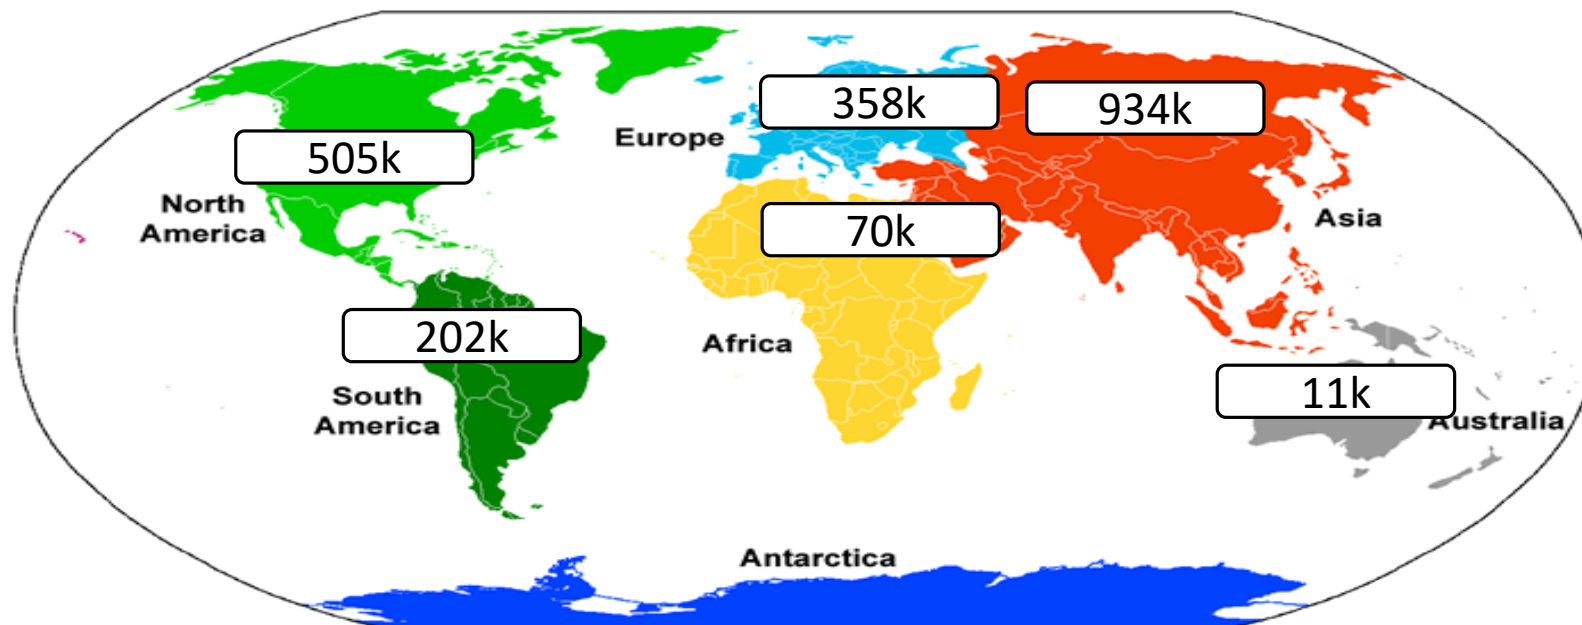 358k
934k
Europe
505k
North
America
70k
Asia
202k
Africa
South
America
11k
Australia
Antarctica